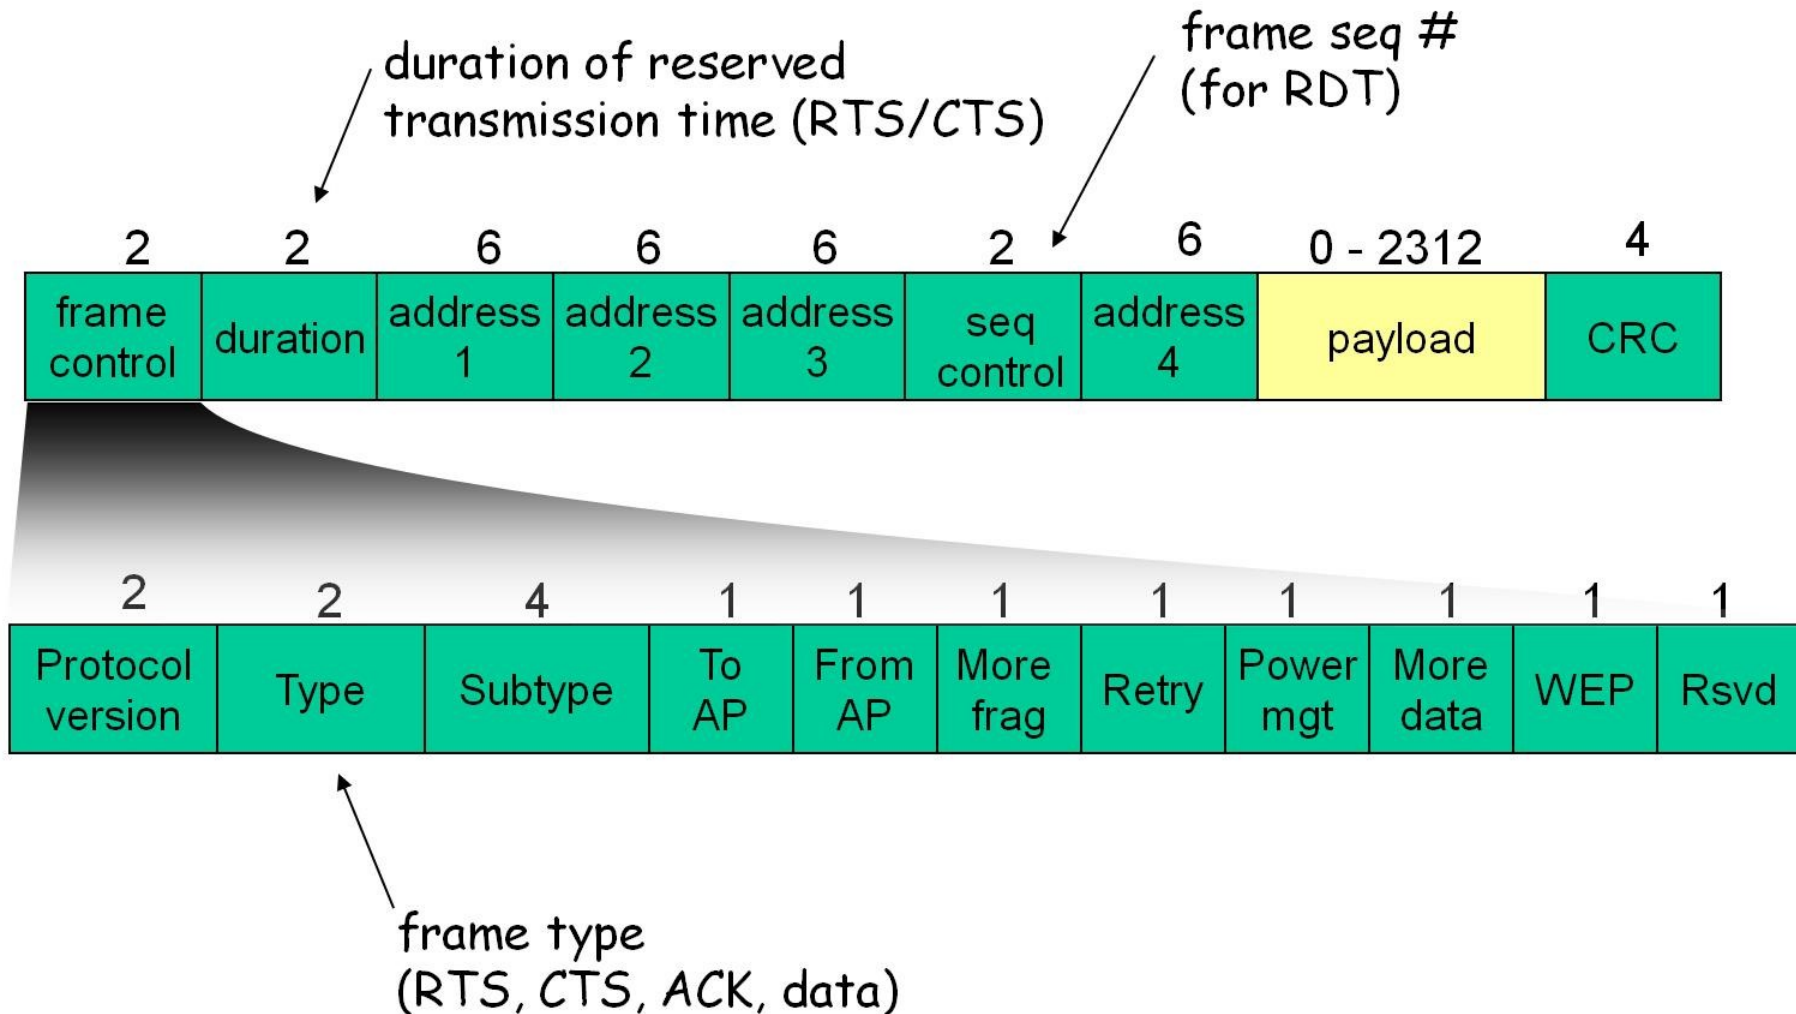 duration of reserved
transmission time (RTS/CTS)
frame seq #
(for RDT)
2 2 6 6 6 2 6 0 - 2312 4
frame
control
duration
address
1
address
2
address
3
seq
control
address
4
payload
CRC
2 2 4 1 1 1 1 1 1 1 1
Protocol
version
Type
Subtype
To
AP
From
AP
More
frag
Retry
Power
mgt
More
data
WEP
Rsvd
frame type
(RTS, CTS, ACK, data)